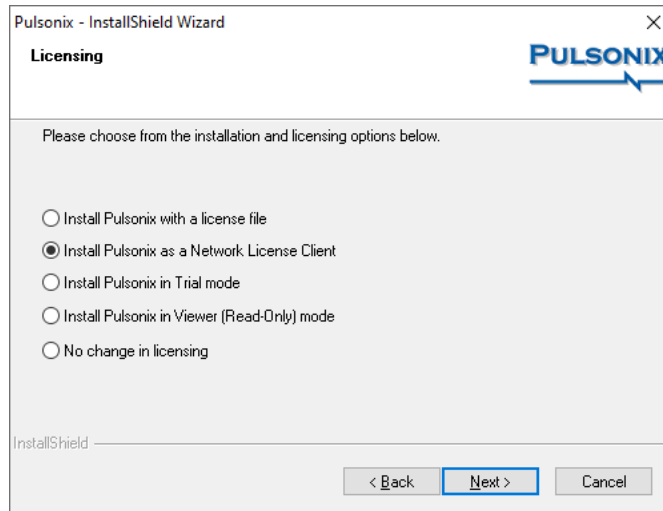 Pulsonix - InstallShield Wizard
Licensing
PULSONIX
Please choose from the installation and licensing options below.
Install Pulsonix with a license file
Install Pulsonix as a Network License Client
Install Pulsonix in Trial mode
Install Pulsonix in Viewer (Read-Only) mode
No change in licensing
InstallShield
< Back
Next >
Cancel